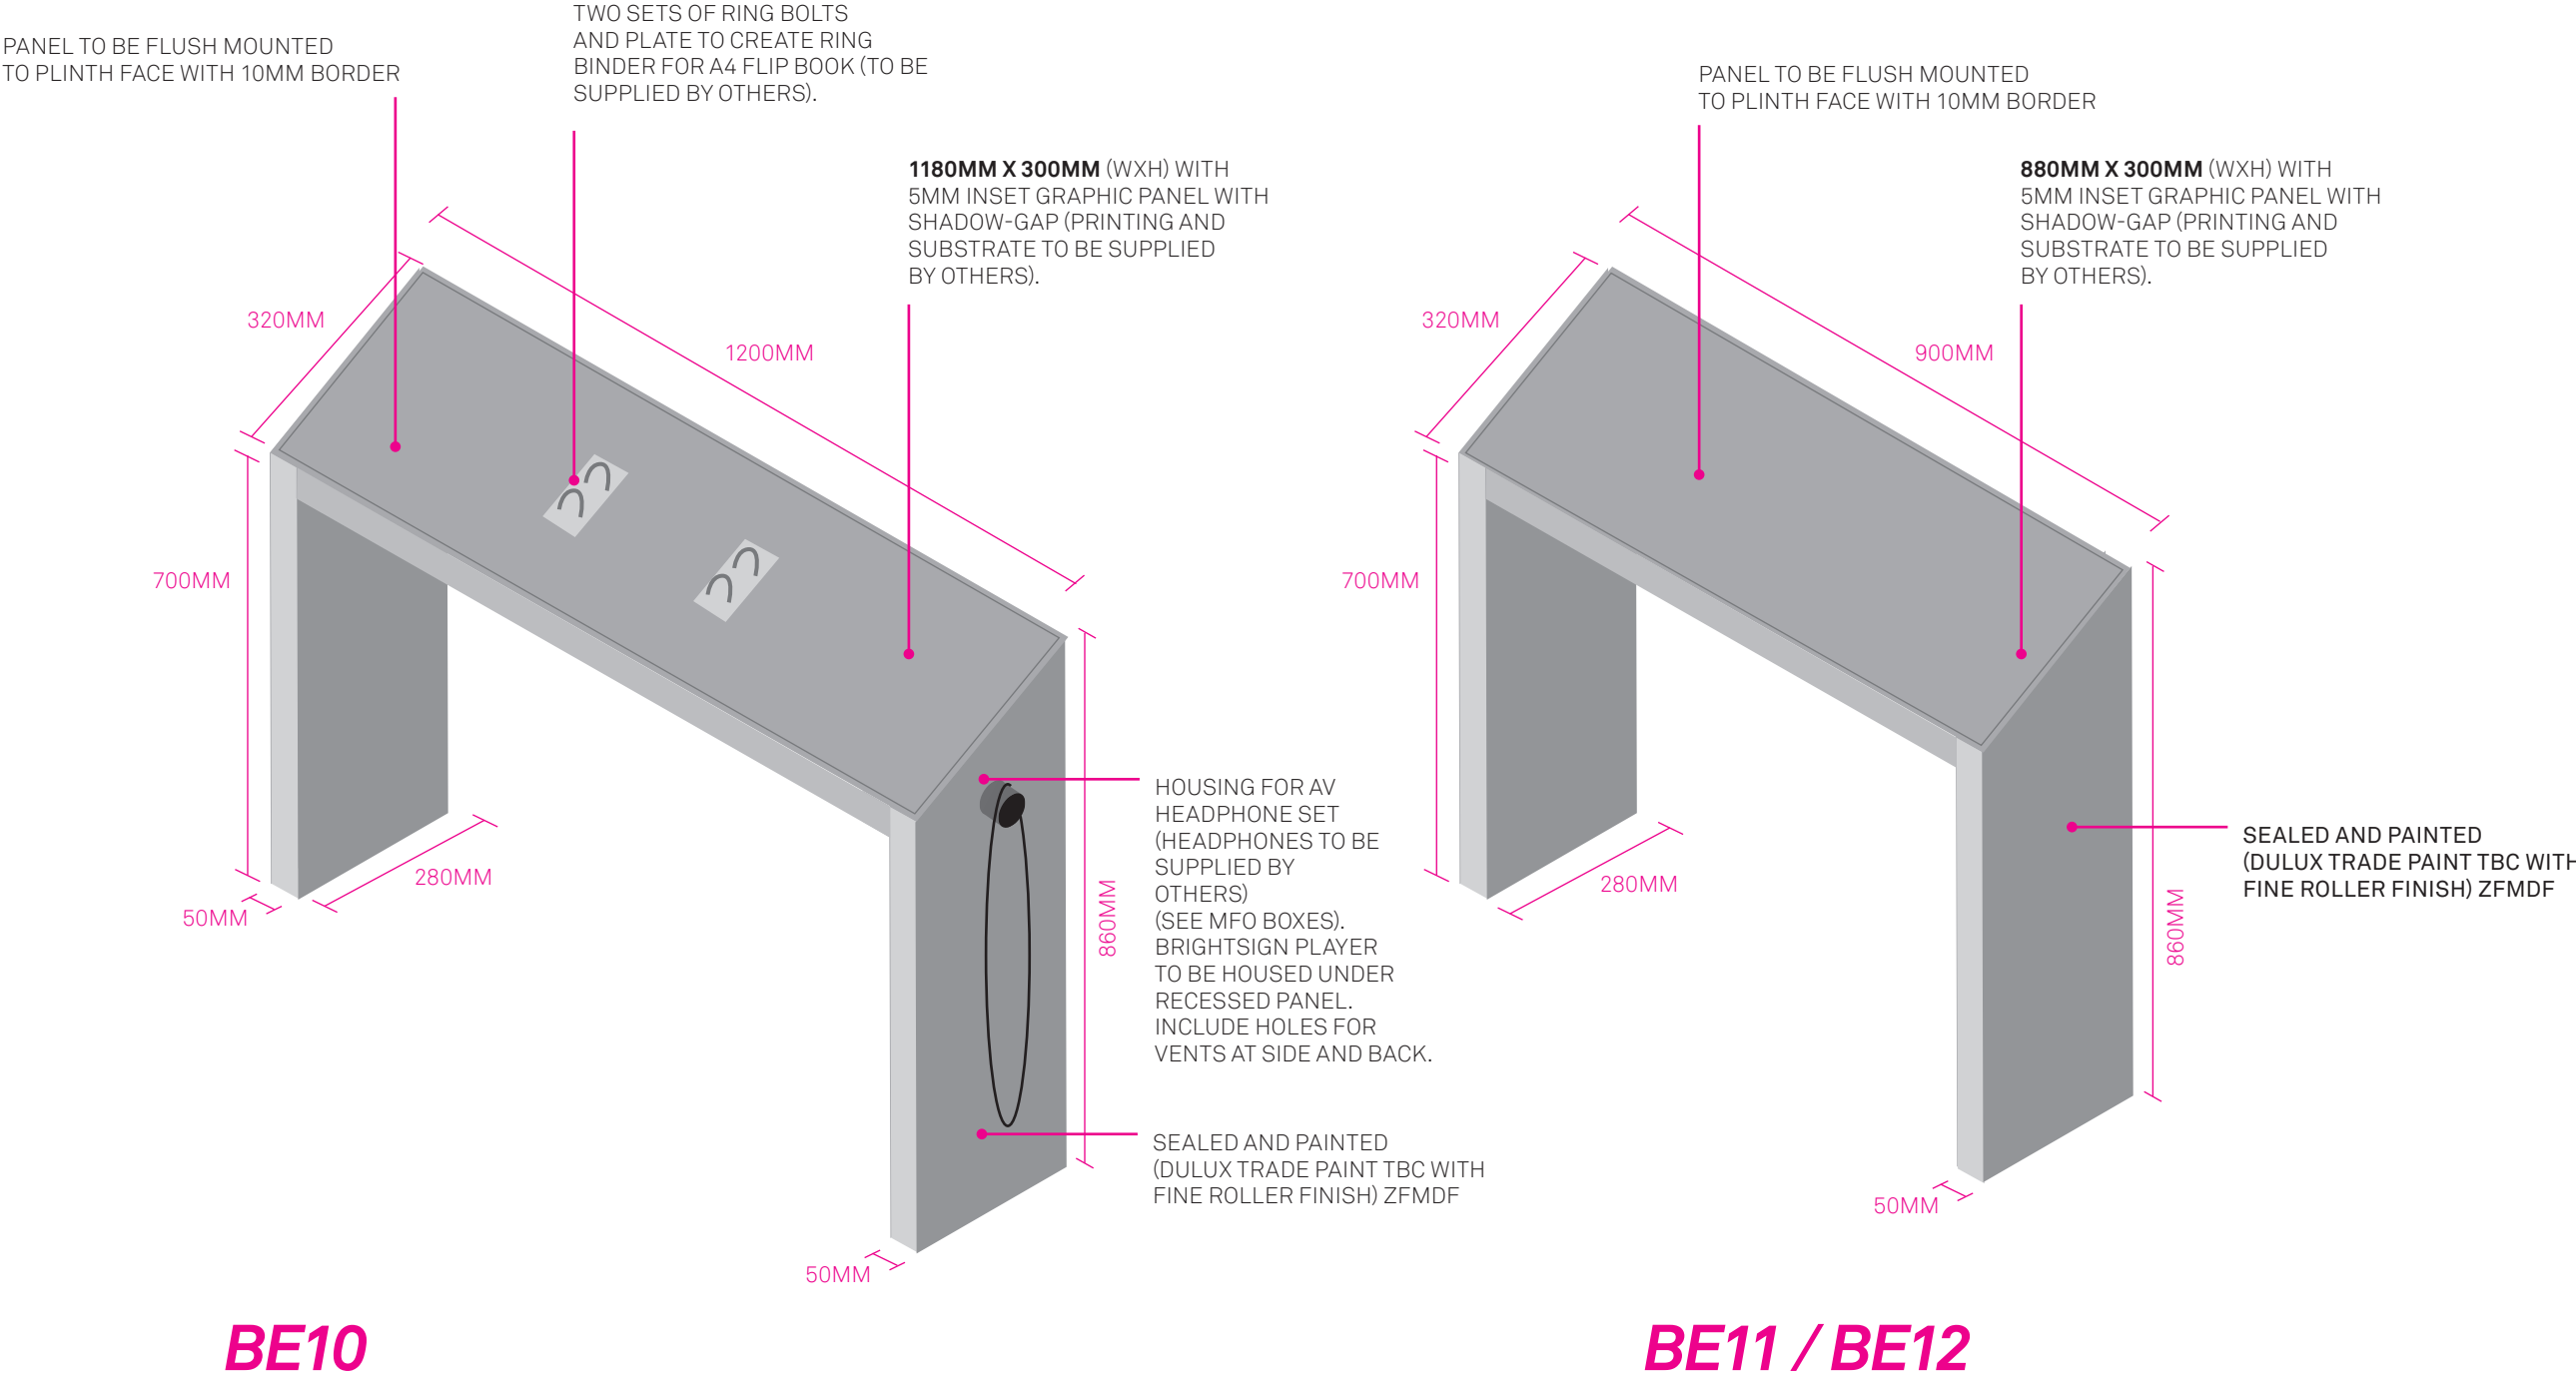 PANEL TO BE FLUSH MOUNTED
TO PLINTH FACE WITH 10MM BORDER
TWO SETS OF RING BOLTS
AND PLATE TO CREATE RING
BINDER FOR A4 FLIP BOOK (TO BE
SUPPLIED BY OTHERS).
1180MM X 300MM (WXH) WITH
5MM INSET GRAPHIC PANEL WITH
SHADOW-GAP (PRINTING AND
SUBSTRATE TO BE SUPPLIED
BY OTHERS).
320MM
1200MM
700MM
280MM
50MM
860MM
HOUSING FOR AV
HEADPHONE SET
(HEADPHONES TO BE
SUPPLIED BY
OTHERS)
(SEE MFO BOXES).
BRIGHTSIGN PLAYER
TO BE HOUSED UNDER
RECESSED PANEL.
INCLUDE HOLES FOR
VENTS AT SIDE AND BACK.
SEALED AND PAINTED
(DULUX TRADE PAINT TBC WITH
FINE ROLLER FINISH) ZFMDF
50MM
BE10
PANEL TO BE FLUSH MOUNTED
TO PLINTH FACE WITH 10MM BORDER
880MM X 300MM (WXH) WITH
5MM INSET GRAPHIC PANEL WITH
SHADOW-GAP (PRINTING AND
SUBSTRATE TO BE SUPPLIED
BY OTHERS).
320MM
900MM
700MM
280MM
860MM
SEALED AND PAINTED
(DULUX TRADE PAINT TBC WITH
FINE ROLLER FINISH) ZFMDF
50MM
BE11 / BE12